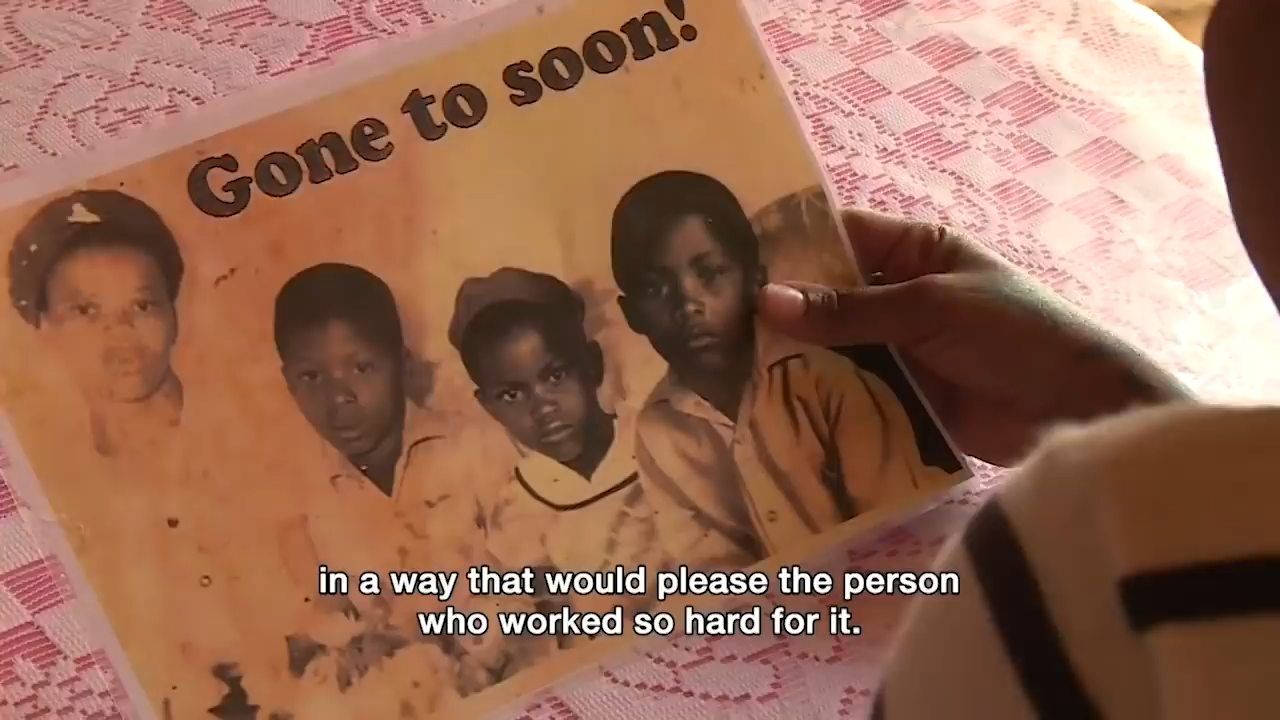 Gone to soon!
in a way that would please the person
who worked so hard for it.